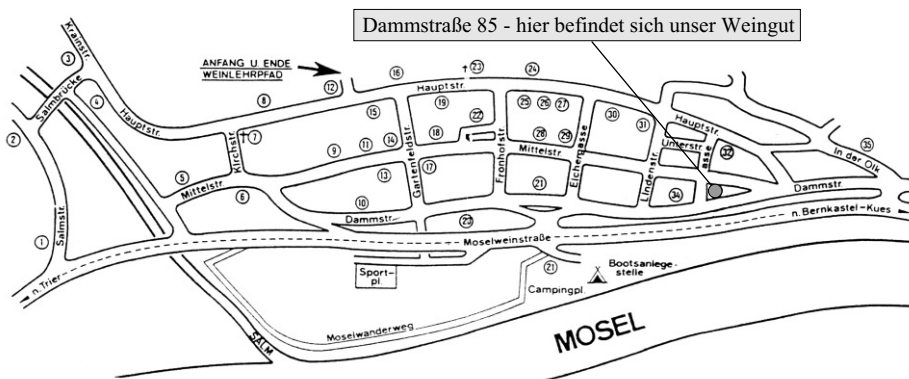 Dammstraße 85 - hier befindet sich unser Weingut
Krainstr.
3
Salmbrücke
4
2
ANFANG U. ENDE
WEINLEHRPFAD
12
16
23
24
8
Hauptstr.
Hauptstr.
15
19
22
25
26
27
30
31
Hauptstr.
7
Kirchstr.
9
11
14
18
28
29
Mittelstr.
Unterstr
asse
32
35
In der Olk
5
Mittelstr.
6
13
17
Gartenfeldstr.
Fronhofstr.
Eichengasse
Lindenstr.
21
34
Dammstr.
10
Dammstr.
20
n. Bernkastel-Kues
Moselweinstraße
1
Salmstr.
n. Trier
Sport-
pl.
21
Bootsanlege-
stelle
Campingpl.
Moselwanderweg
SALM
MOSEL